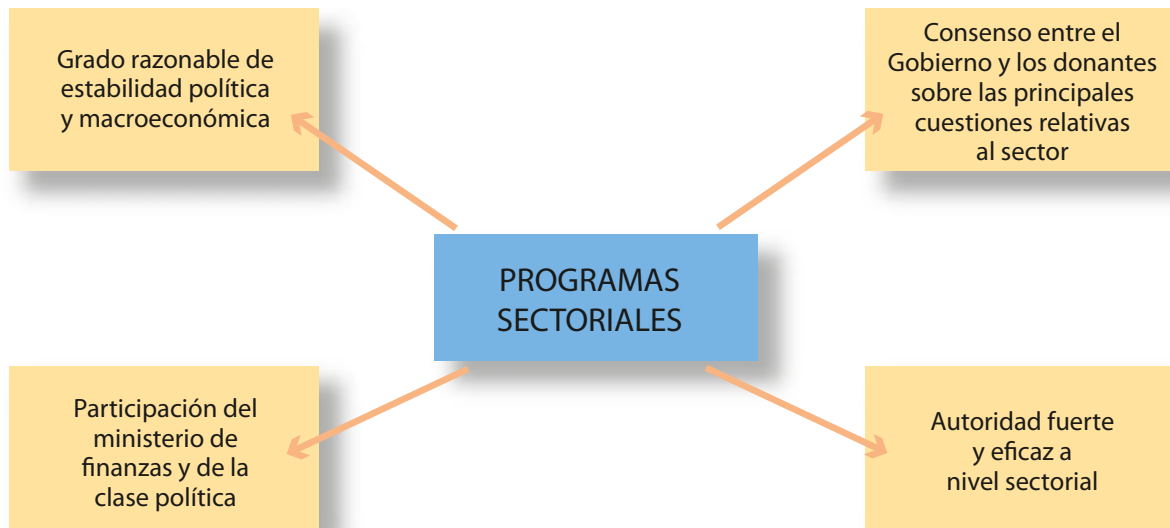 Grado razonable de
estabilidad política
y macroeconómica
Consenso entre el
Gobierno y los donantes
sobre las principales
cuestiones relativas
al sector
PROGRAMAS
SECTORIALES
Participación del
ministerio de
finanzas y de la
clase política
Autoridad fuerte
y eficaz a
nivel sectorial